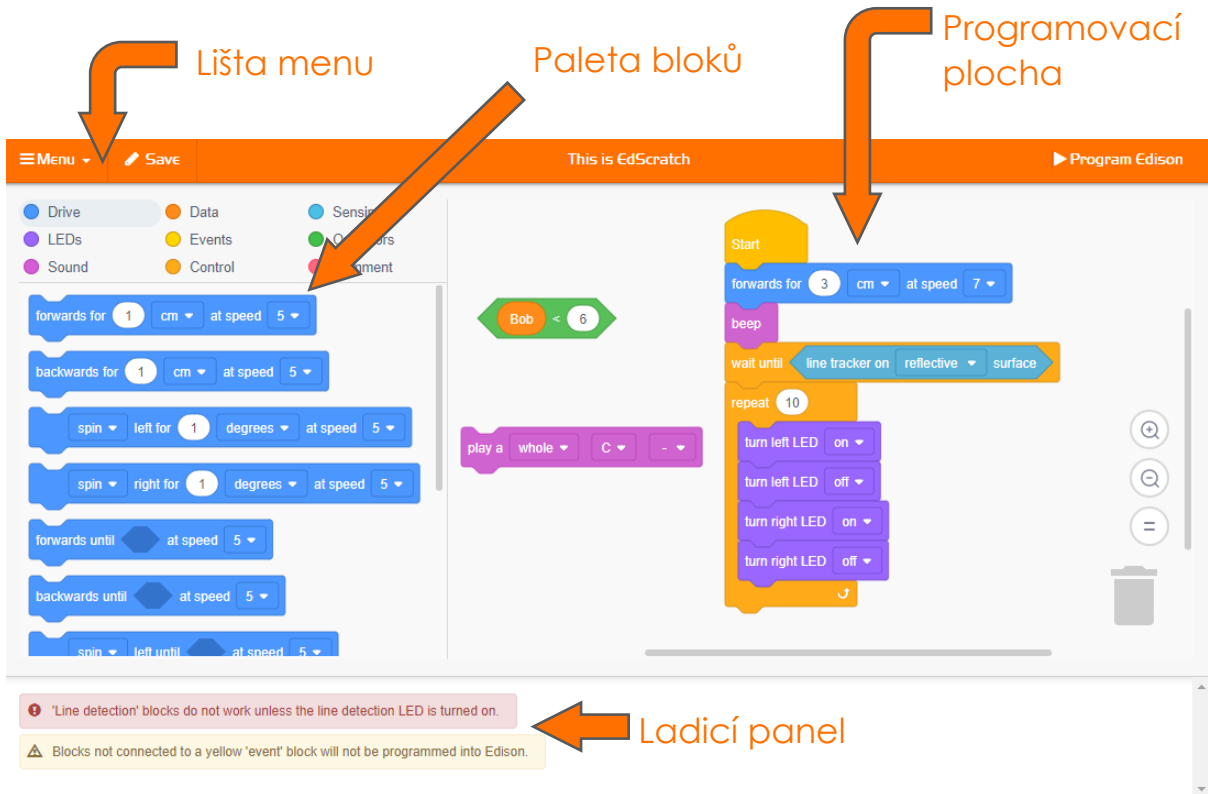 Lišta menu
Paleta bloků
Programovací
plocha
Menu
Save
This is EdScratch
Program Edison
Drive
Data
LEDs
Events
Sound
Control
forwards for 1 cm at speed 5
backwards for 1 cm at speed 5
spin left for 1 degrees at speed 5
spin right for 1 degrees at speed 5
forwards until at speed 5
backwards until at speed 5
spin left until at speed 5
Bob < 6
play a whole C -
Start
forwards for 3 cm at speed 7
beep
wait until line tracker on reflective surface
repeat 10
turn left LED on
turn left LED off
turn right LED on
turn right LED off
'Line detection' blocks do not work unless the line detection LED is turned on.
Blocks not connected to a yellow 'event' block will not be programmed into Edison.
Ladicí panel